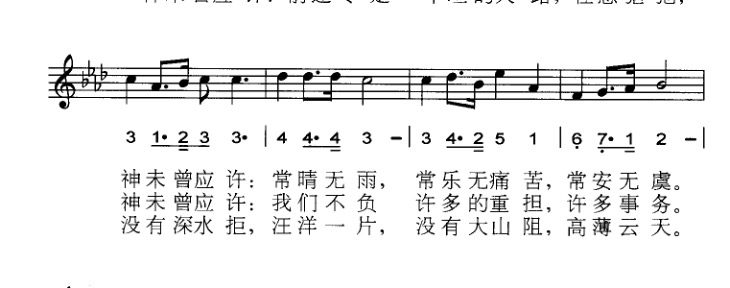 3 1· 2 3 3· | 4 4· 4 3 – | 3 4· 2 5 1 | 6 7· 1 2 – |
神未曾应许：常晴无雨， 常乐无痛苦，常安无虞。
神未曾应许：我们不负 许多的重担，许多事务。
没有深水拒，汪洋一片， 没有大山阻，高薄云天。